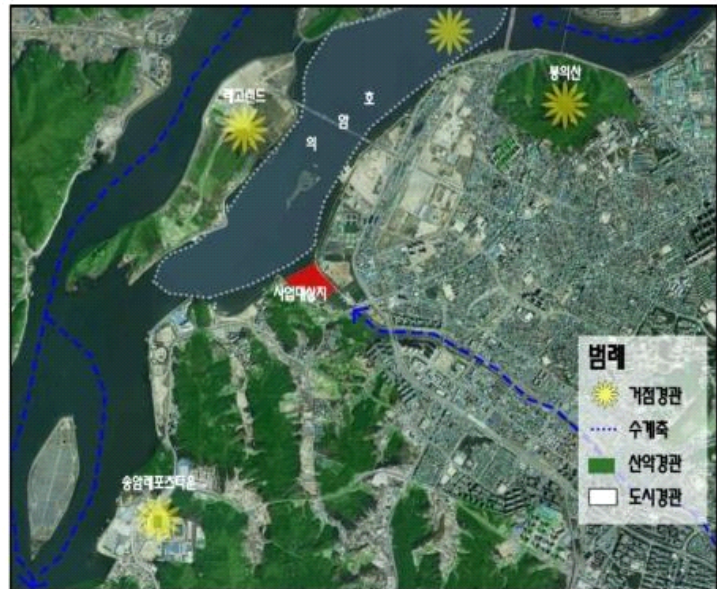 봉의산
레고랜드
호
암
의
사업대상지
송암레포츠타운
범례
거점경관
수계축
산악경관
도시경관